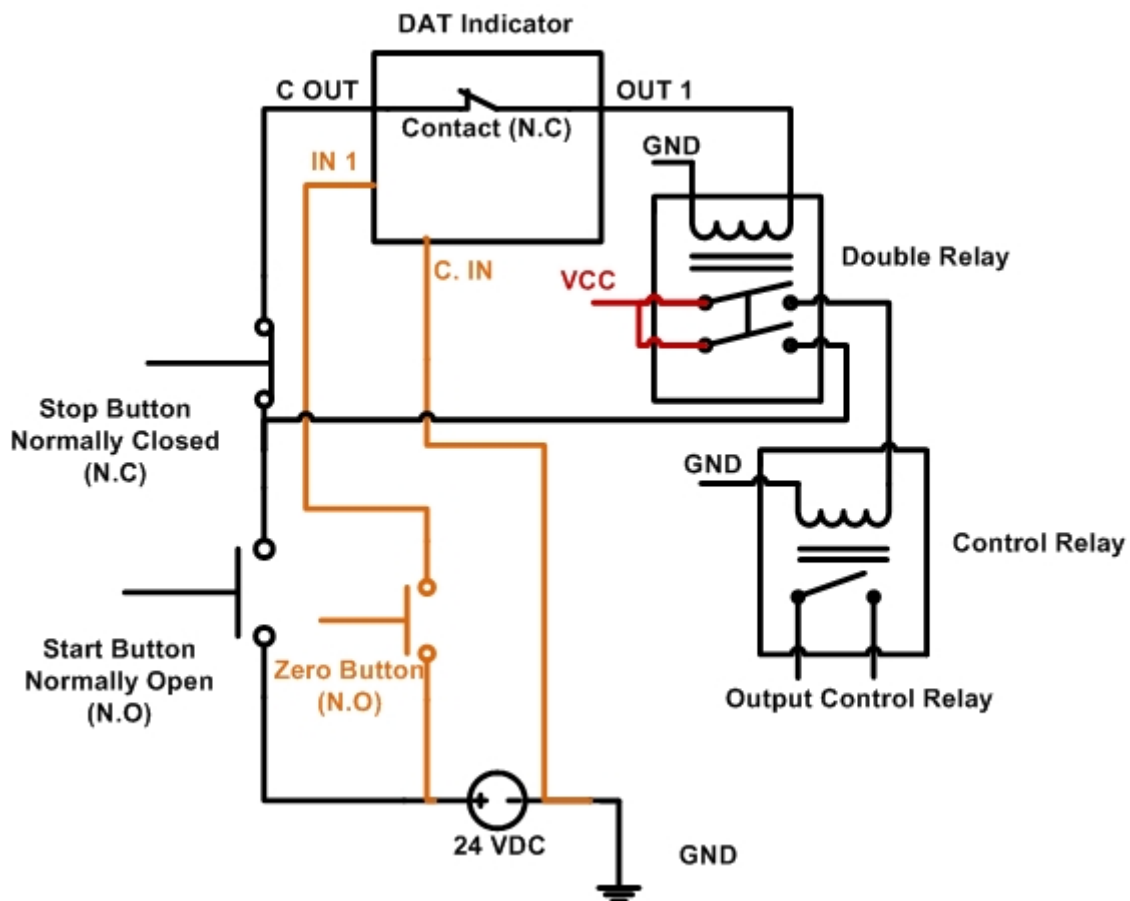 DAT Indicator
C OUT
OUT 1
Contact (N.C)
GND
IN 1
Double Relay
C. IN
VCC
Stop Button
Normally Closed
(N.C)
GND
Control Relay
Start Button
Normally Open
(N.O)
Zero Button
(N.O)
Output Control Relay
+
-
24 VDC
GND